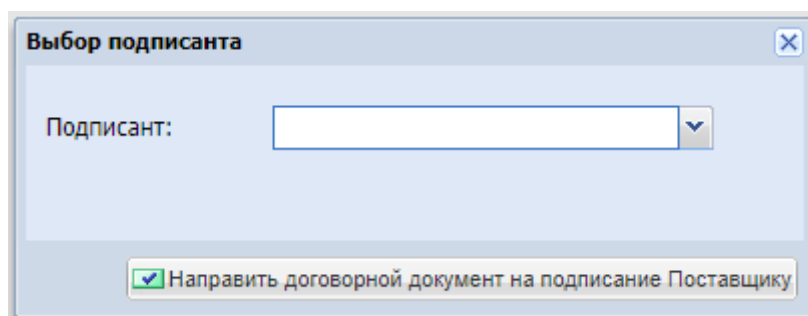 Выбор подписанта
Подписант:
Направить договорной документ на подписание Поставщику